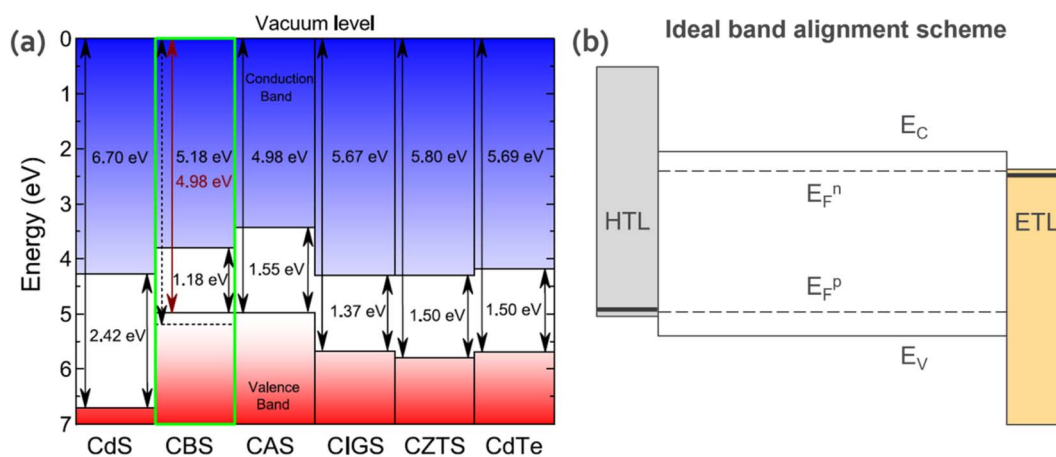 (a)
Vacuum level
0
1
2
3
4
5
6
7
Energy (eV)
Conduction
Band
6.70 eV
5.18 eV
4.98 eV
4.98 eV
5.67 eV
5.80 eV
5.69 eV
2.42 eV
1.18 eV
1.55 eV
1.37 eV
1.50 eV
1.50 eV
Valence
Band
CdS
CBS
CAS
CIGS
CZTS
CdTe
(b)
Ideal band alignment scheme
HTL
E_C
E_F^n
E_F^p
E_V
ETL